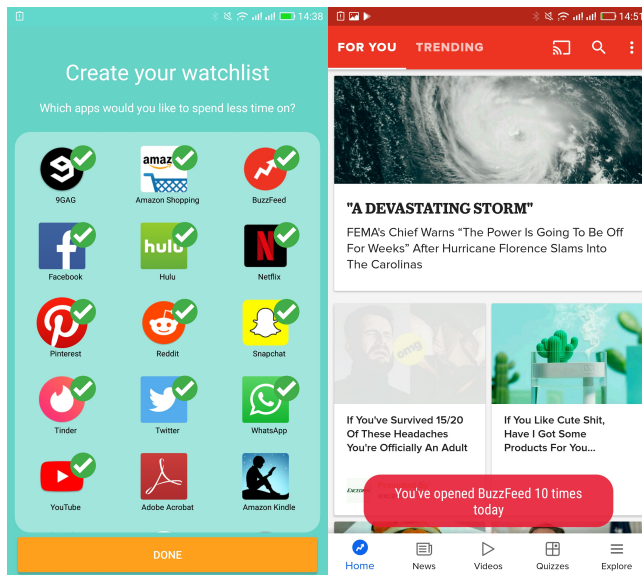 14:38
Create your watchlist
Which apps would you like to spend less time on?
amaz
9GAG
Amazon Shopping
BuzzFeed
f
hulu
N
Facebook
Hulu
Netflix
Pinterest
Reddit
Snapchat
Tinder
Twitter
WhatsApp
YouTube
Adobe Acrobat
Amazon Kindle
DONE
14:51
FOR YOU
TRENDING
"A DEVASTATING STORM"
FEMA's Chief Warns “The Power Is Going To Be Off
For Weeks” After Hurricane Florence Slams Into
The Carolinas
omg
If You've Survived 15/20
Of These Headaches
You're Officially An Adult
If You Like Cute Shit,
Have I Got Some
Products For You...
You've opened BuzzFeed 10 times
today
Home
News
Videos
Quizzes
Explore